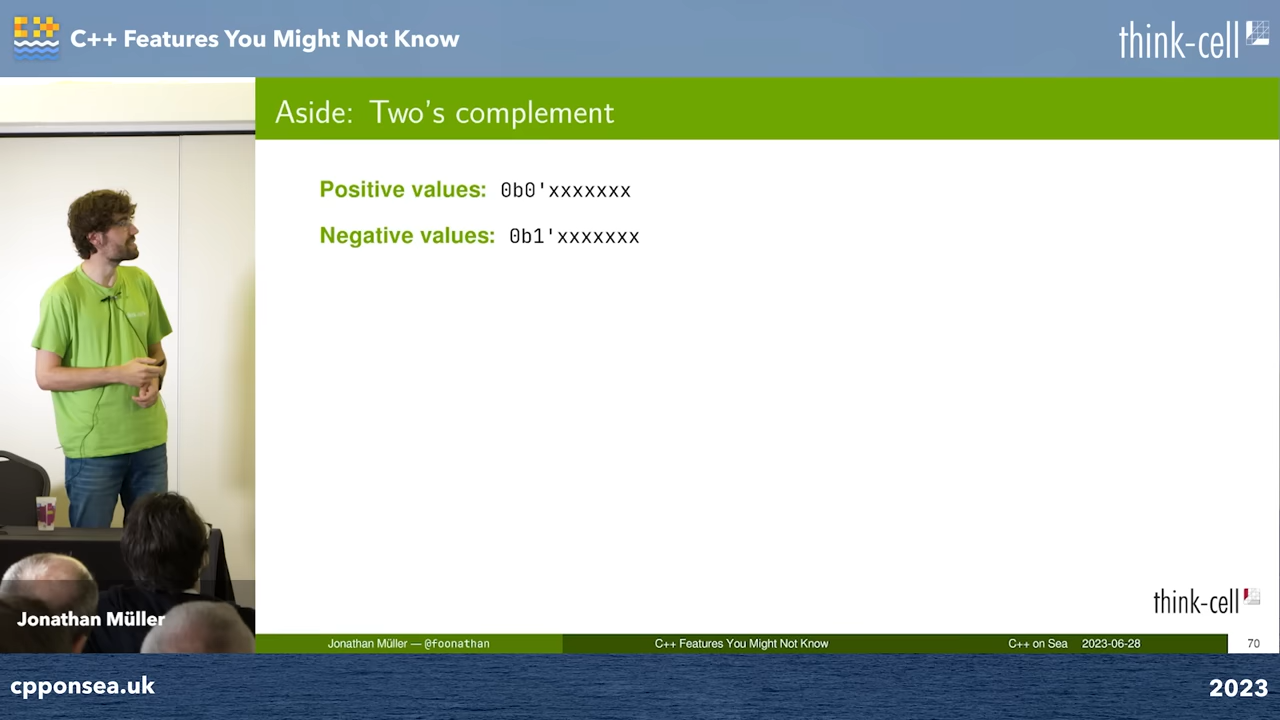 C++
C++ Features You Might Not Know
think-cell
Aside: Two's complement
Positive values: 0b0'xxxxxxx
Negative values: 0b1'xxxxxxx
think-cell
Jonathan Müller
Jonathan Müller — @foonathan C++ Features You Might Not Know C++ on Sea 2023-06-28 70
cpponsea.uk
2023